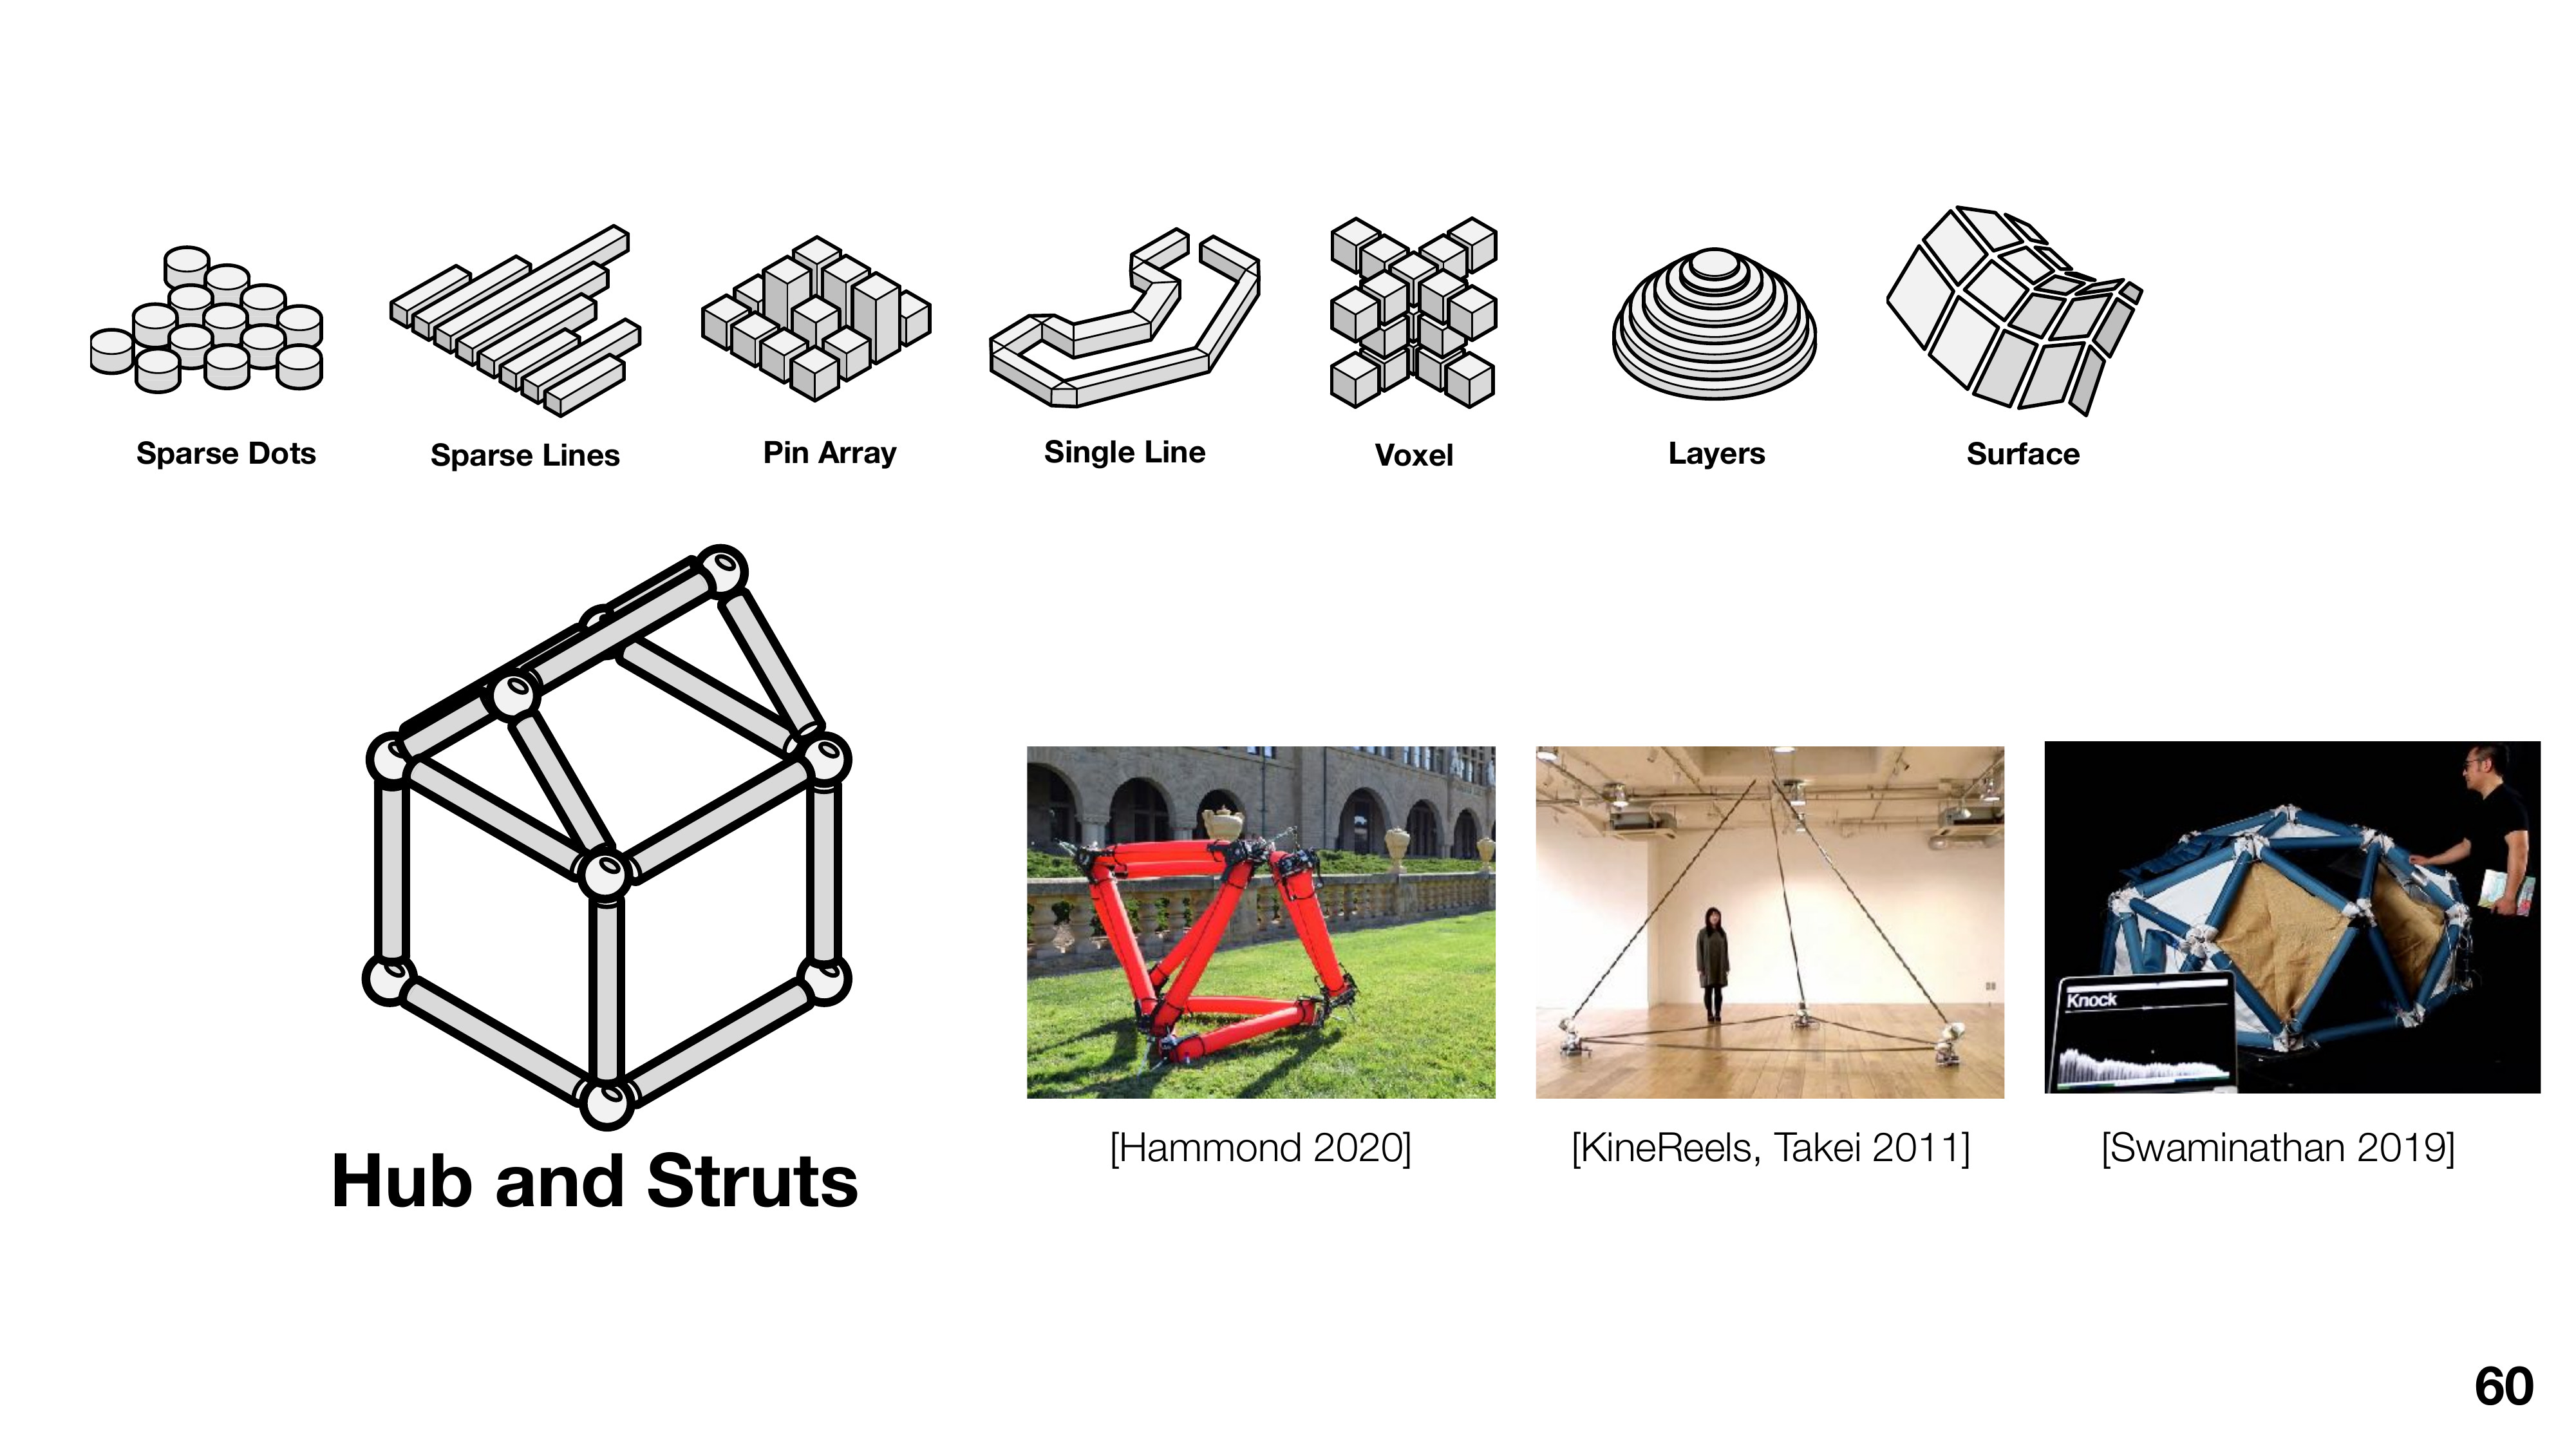 Sparse Dots
Sparse Lines
Pin Array
Single Line
Voxel
Layers
Surface
Knock
[Hammond 2020]
[KineReels, Takei 2011]
[Swaminathan 2019]
Hub and Struts
60